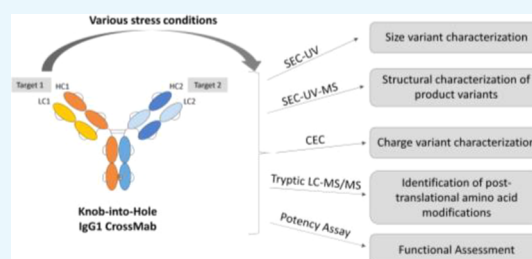 Various stress conditions
Target 1
HC1
LC1
HC2
Target 2
LC2
Knob-into-Hole
IgG1 CrossMab
SEC-UV
Size variant characterization
SEC-UV-MS
Structural characterization of
product variants
CEC
Charge variant characterization
Tryptic LC-MS/MS
Identification of post-
translational amino acid
modifications
Potency Assay
Functional Assessment